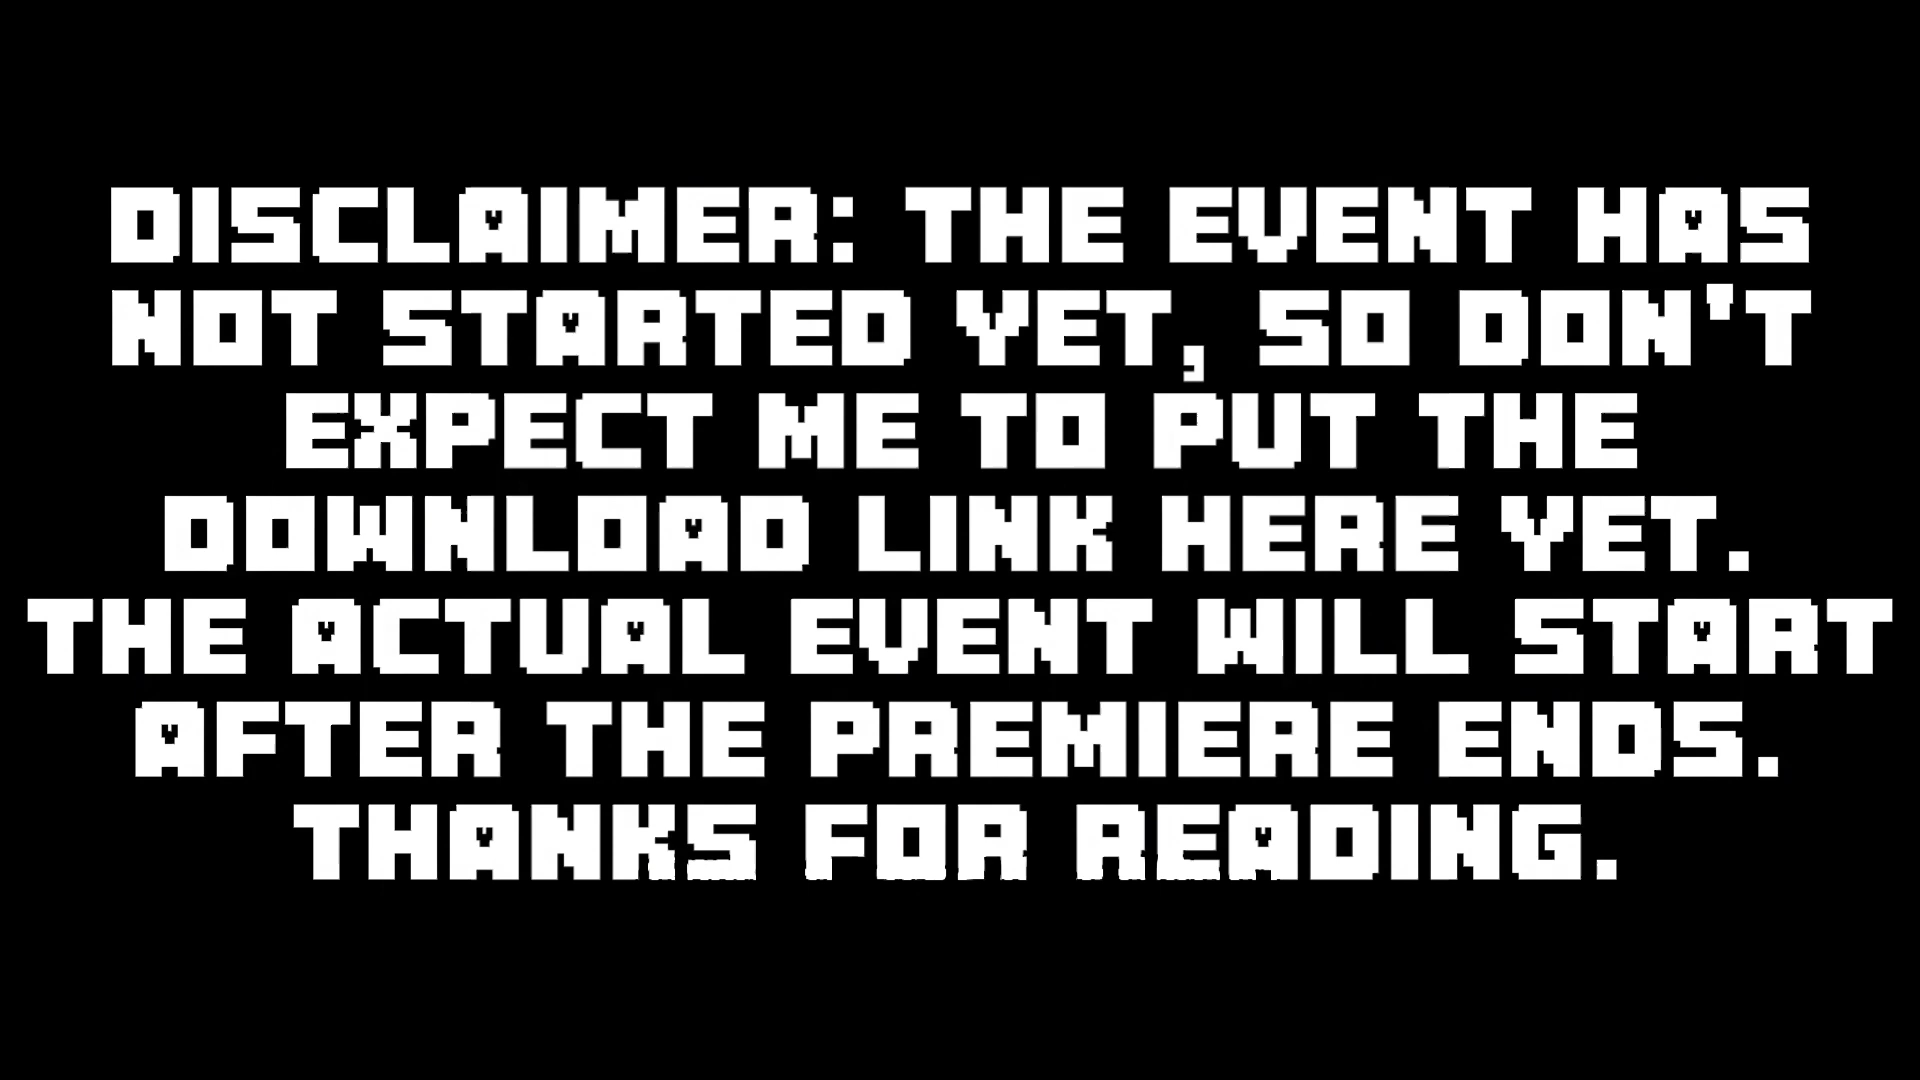 DISCLAIMER: THE EVENT HAS
NOT STARTED YET, SO DON'T
EXPECT ME TO PUT THE
DOWNLOAD LINK HERE YET.
THE ACTUAL EVENT WILL START
AFTER THE PREMIERE ENDS.
THANKS FOR READING.